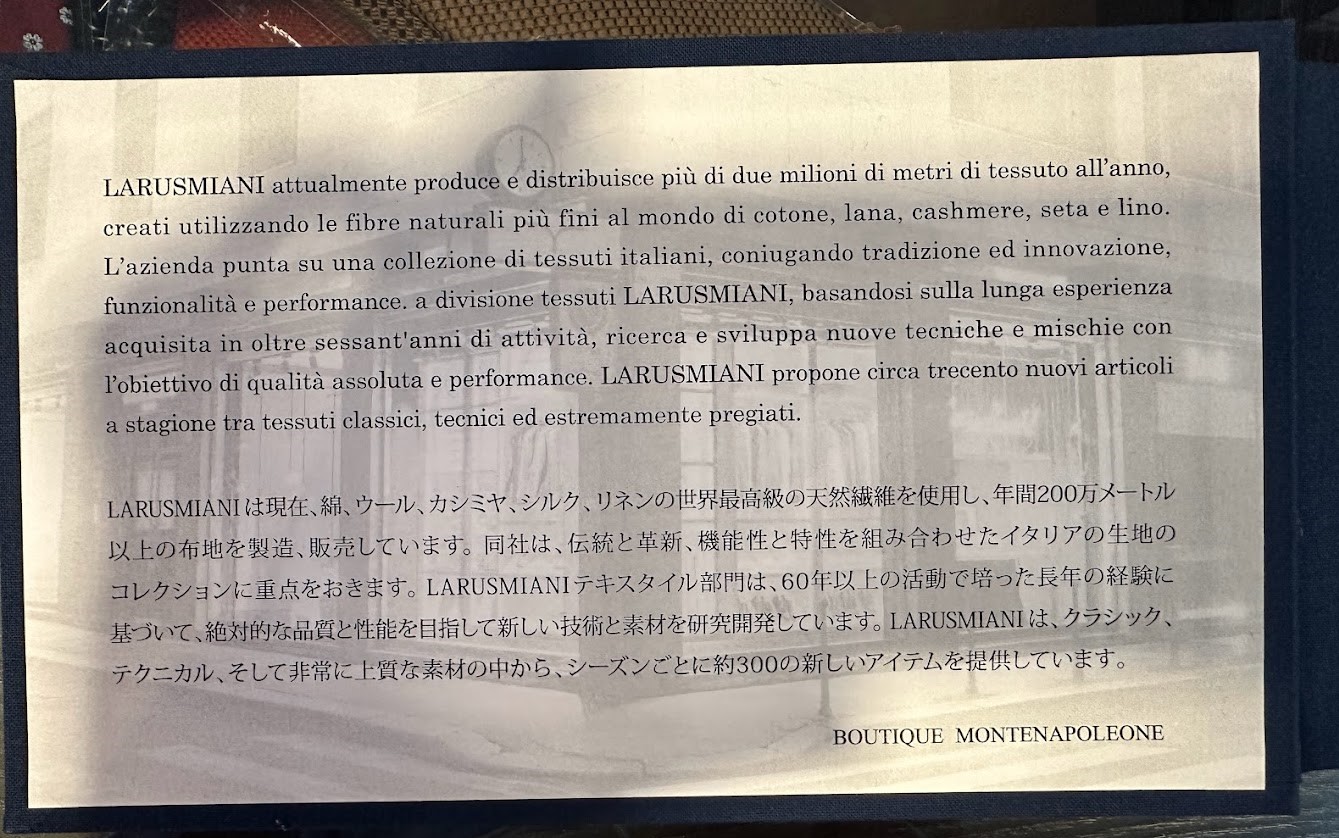 LARUSMIANI attualmente produce e distribuisce più di due milioni di metri di tessuto all’anno,
creati utilizzando le fibre naturali più fini al mondo di cotone, lana, cashmere, seta e lino.
L’azienda punta su una collezione di tessuti italiani, coniugando tradizione ed innovazione,
funzionalità e performance. a divisione tessuti LARUSMIANI, basandosi sulla lunga esperienza
acquisita in oltre sessant'anni di attività, ricerca e sviluppa nuove tecniche e mischie con
l’obiettivo di qualità assoluta e performance. LARUSMIANI propone circa trecento nuovi articoli
a stagione tra tessuti classici, tecnici ed estremamente pregiati.
LARUSMIANIは現在、綿、ウール、カシミヤ、シルク、リネンの世界最高級の天然繊維を使用し、年間200万メートル
以上の布地を製造、販売しています。同社は、伝統と革新、機能性と特性を組み合わせたイタリアの生地の
コレクションに重点をおきます。LARUSMIANIテキスタイル部門は、60年以上の活動で培った長年の経験に
基づいて、絶対的な品質と性能を目指して新しい技術と素材を研究開発しています。LARUSMIANIは、クラシック、
テクニカル、そして非常に上質な素材の中から、シーズンごとに約300の新しいアイテムを提供しています。
BOUTIQUE MONTENAPOLEONE